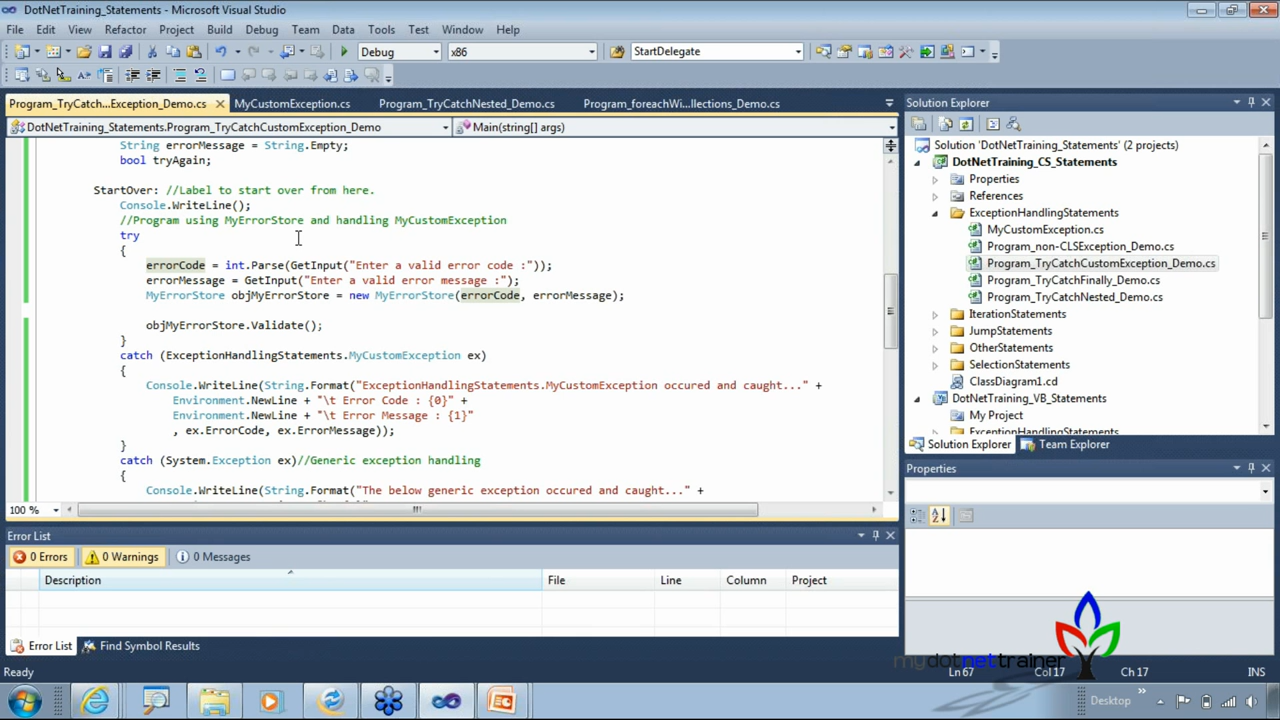 DotNetTraining_Statements - Microsoft Visual Studio
File Edit View Refactor Project Build Debug Team Data Tools Test Window Help
Debug x86 StartDelegate
Program_TryCatch...Exception_Demo.cs MyCustomException.cs Program_TryCatchNested_Demo.cs Program_foreachWi...llections_Demo.cs
DotNetTraining_Statements.Program_TryCatchCustomException_Demo Main(string[] args)
String errorMessage = String.Empty;
bool tryAgain;
StartOver: //Label to start over from here.
Console.WriteLine();
//Program using MyErrorStore and handling MyCustomException
try
{
errorCode = int.Parse(GetInput("Enter a valid error code :"));
errorMessage = GetInput("Enter a valid error message :");
MyErrorStore objMyErrorStore = new MyErrorStore(errorCode, errorMessage);
objMyErrorStore.Validate();
}
catch (ExceptionHandlingStatements.MyCustomException ex)
{
Console.WriteLine(String.Format("ExceptionHandlingStatements.MyCustomException occured and caught..." +
Environment.NewLine + "\t Error Code : {0}" +
Environment.NewLine + "\t Error Message : {1}"
, ex.ErrorCode, ex.ErrorMessage));
}
catch (System.Exception ex)//Generic exception handling
{
Console.WriteLine(String.Format("The below generic exception occured and caught..." +
100 %
Solution Explorer
Solution 'DotNetTraining_Statements' (2 projects)
DotNetTraining_CS_Statements
Properties
References
ExceptionHandlingStatements
MyCustomException.cs
Program_non-CLSException_Demo.cs
Program_TryCatchCustomException_Demo.cs
Program_TryCatchFinally_Demo.cs
Program_TryCatchNested_Demo.cs
IterationStatements
JumpStatements
OtherStatements
SelectionStatements
ClassDiagram1.cd
DotNetTraining_VB_Statements
My Project
ExceptionHandlingStatements
Solution Explorer Team Explorer
Properties
Error List
0 Errors 0 Warnings 0 Messages
Description File Line Column Project
Error List Find Symbol Results
mydotnettrainer
Ready Ln 67 Col 17 Ch 17 INS
Desktop